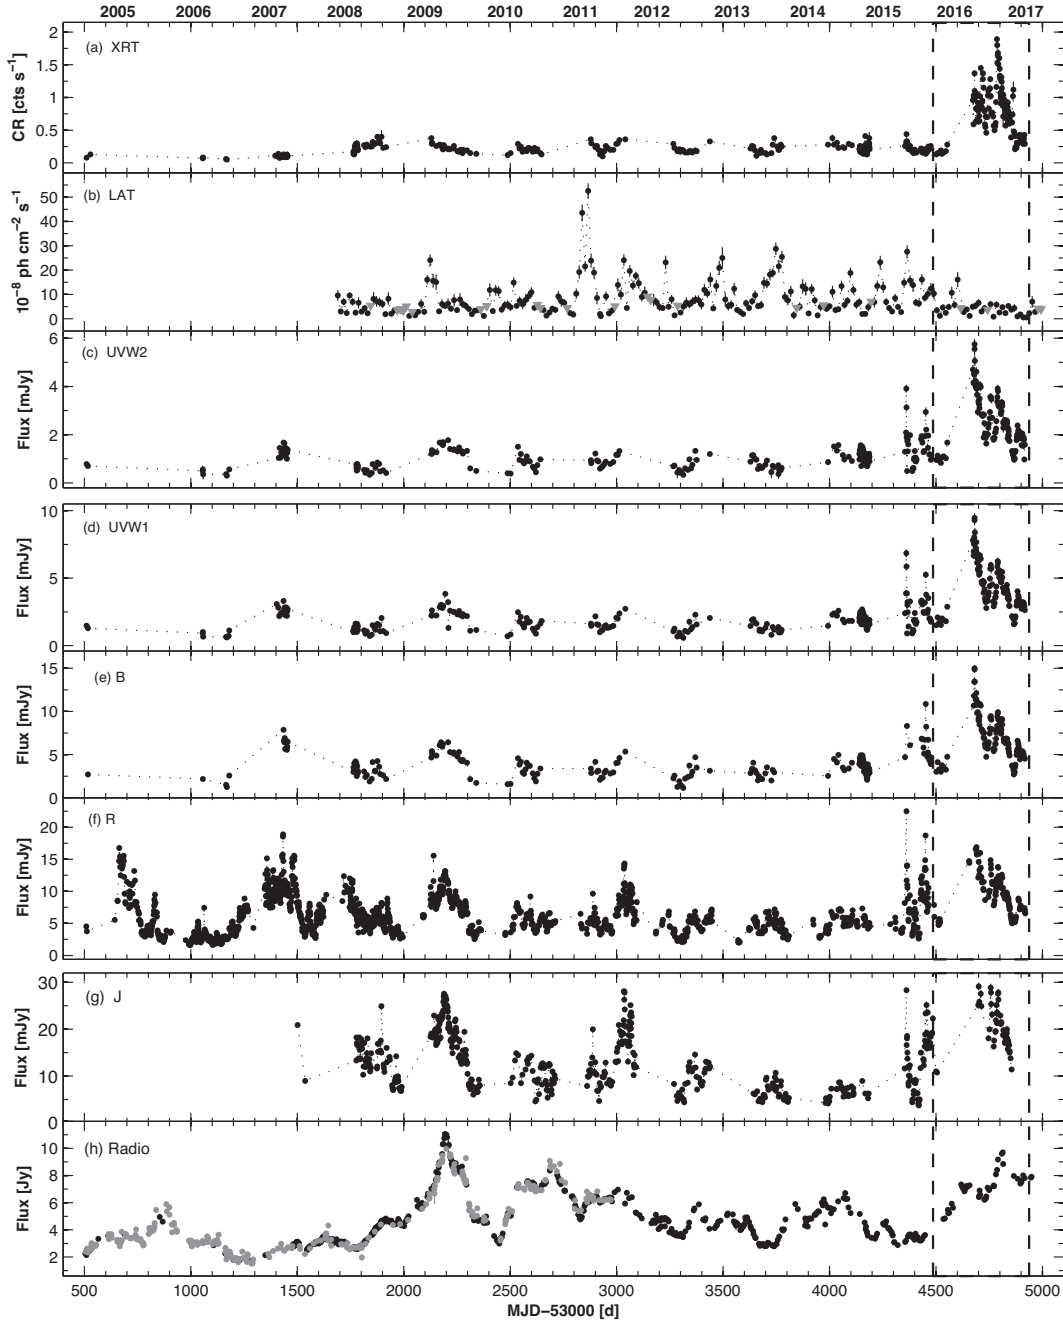 2005 2006 2007 2008 2009 2010 2011 2012 2013 2014 2015 2016 2017
(a) XRT
CR [cts s⁻¹]
2
1.5
1
0.5
0
(b) LAT
10⁻⁸ ph cm⁻² s⁻¹
50
40
30
20
10
0
(c) UVW2
Flux [mJy]
6
4
2
0
(d) UVW1
Flux [mJy]
10
5
0
(e) B
Flux [mJy]
15
10
5
0
(f) R
Flux [mJy]
20
15
10
5
0
(g) J
Flux [mJy]
30
20
10
0
(h) Radio
Flux [Jy]
10
8
6
4
2
500 1000 1500 2000 2500 3000 3500 4000 4500 5000
MJD−53000 [d]